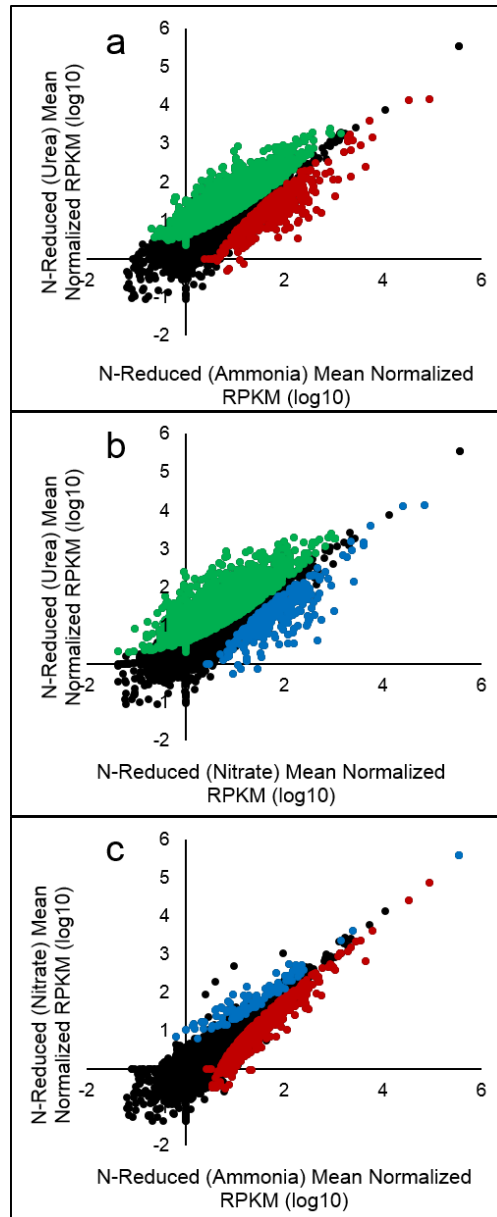 a
N-Reduced (Urea) Mean
Normalized RPKM (log10)
6
5
4
3
2
1
-1
-2
-2
2
4
6
N-Reduced (Ammonia) Mean Normalized
RPKM (log10)
b
N-Reduced (Urea) Mean
Normalized RPKM (log10)
6
5
4
3
2
1
-1
-2
-2
2
4
6
N-Reduced (Nitrate) Mean Normalized
RPKM (log10)
c
N-Reduced (Nitrate) Mean
Normalized RPKM (log10)
6
5
4
3
2
1
-1
-2
-2
2
4
6
N-Reduced (Ammonia) Mean Normalized
RPKM (log10)